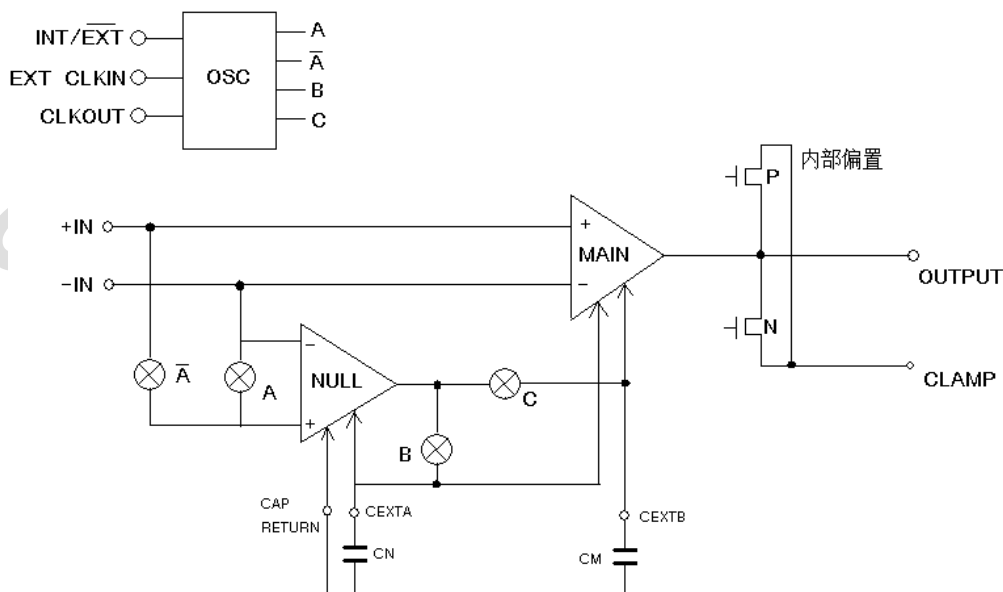 INT/E̅X̅T̅
EXT CLKIN
CLKOUT
OSC
A
A̅
B
C
内部偏置
P
+IN
+
MAIN
−
−IN
OUTPUT
N
−
NULL
+
A̅
A
C
CLAMP
B
CAP
RETURN
CEXTA
CEXTB
CN
CM